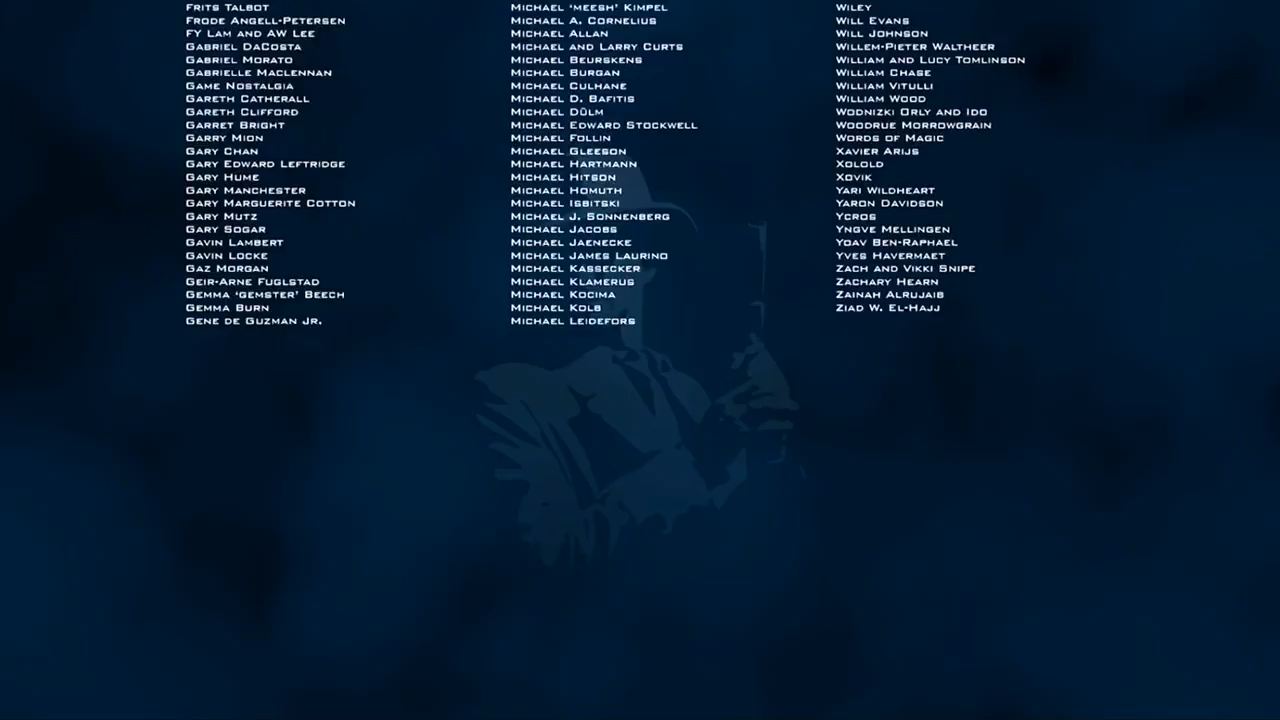 Frits Talbot
Frode Angell-Petersen
FY Lam and AW Lee
Gabriel DaCosta
Gabriel Morato
Gabrielle Maclennan
Game Nostalgia
Gareth Catherall
Gareth Clifford
Garret Bright
Garry Mion
Gary Chan
Gary Edward Leftridge
Gary Hume
Gary Manchester
Gary Marguerite Cotton
Gary Mutz
Gary Sogar
Gavin Lambert
Gavin Locke
Gaz Morgan
Geir-Arne Fuglstad
Gemma ‘gemster’ Beech
Gemma Burn
Gene de Guzman Jr.
Michael ‘meesh’ Kimpel
Michael A. Cornelius
Michael Allan
Michael and Larry Curts
Michael Beurskens
Michael Burgan
Michael Culhane
Michael D. Bafitis
Michael Dülm
Michael Edward Stockwell
Michael Follin
Michael Gleeson
Michael Hartmann
Michael Hitson
Michael Homuth
Michael Isbitski
Michael J. Sonnenberg
Michael Jacobs
Michael Jaenecke
Michael James Laurino
Michael Kassecker
Michael Klamerus
Michael Kocima
Michael Kolb
Michael Leidefors
Wiley
Will Evans
Will Johnson
Willem-Pieter Waltheer
William and Lucy Tomlinson
William Chase
William Vitulli
William Wood
Wodnizki Orly and Ido
Woodrue Morrowgrain
Words of Magic
Xavier Arijs
Xolold
Xovik
Yari Wildheart
Yaron Davidson
Ycros
Yngve Mellingen
Yoav Ben-Raphael
Yves Havermaet
Zach and Vikki Snipe
Zachary Hearn
Zainah Alrujaib
Ziad W. El-Hajj